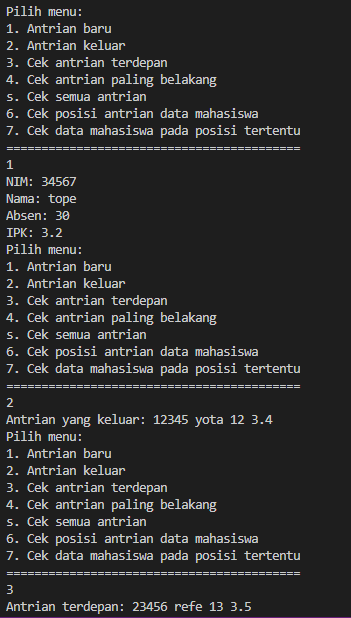 Pilih menu:
1. Antrian baru
2. Antrian keluar
3. Cek antrian terdepan
4. Cek antrian paling belakang
s. Cek semua antrian
6. Cek posisi antrian data mahasiswa
7. Cek data mahasiswa pada posisi tertentu
==========================================
1
NIM: 34567
Nama: tope
Absen: 30
IPK: 3.2
Pilih menu:
1. Antrian baru
2. Antrian keluar
3. Cek antrian terdepan
4. Cek antrian paling belakang
s. Cek semua antrian
6. Cek posisi antrian data mahasiswa
7. Cek data mahasiswa pada posisi tertentu
==========================================
2
Antrian yang keluar: 12345 yota 12 3.4
Pilih menu:
1. Antrian baru
2. Antrian keluar
3. Cek antrian terdepan
4. Cek antrian paling belakang
s. Cek semua antrian
6. Cek posisi antrian data mahasiswa
7. Cek data mahasiswa pada posisi tertentu
==========================================
3
Antrian terdepan: 23456 refe 13 3.5